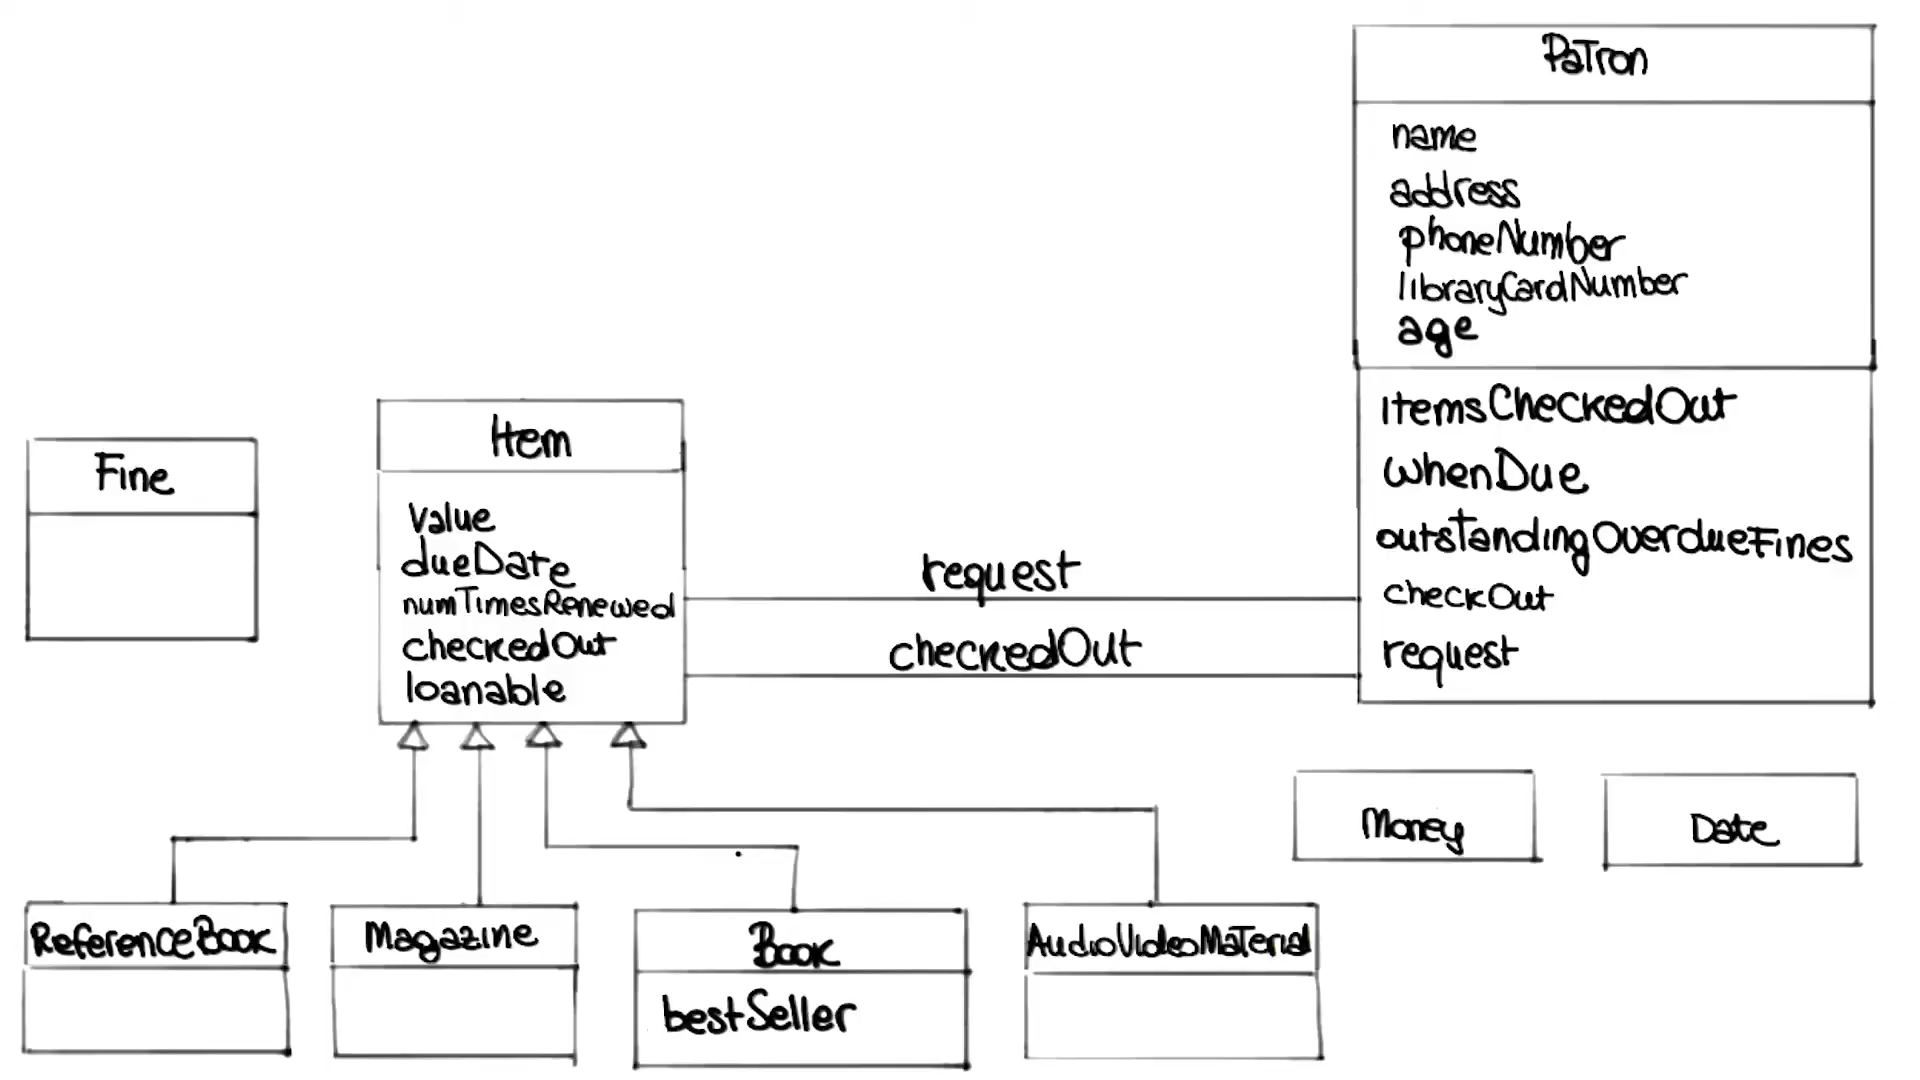 Patron
name
address
phoneNumber
libraryCardNumber
age
itemsCheckedOut
whenDue
outstandingOverdueFines
checkOut
request
Fine
Item
Value
dueDate
numTimesRenewed
checkedOut
loanable
request
checkedOut
Money
Date
ReferenceBook
Magazine
Book
bestSeller
AudioVideoMaterial